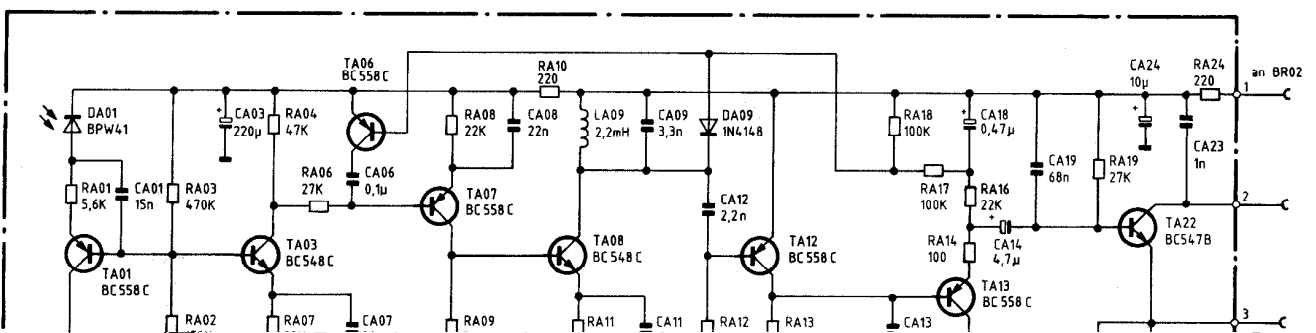 TA06
BC558C
DA01
BPW41
CA03
220µ
RA04
47K
RA08
22K
CA08
22n
RA10
220
LA09
2,2mH
CA09
3,3n
DA09
1N4148
RA18
100K
CA18
0,47µ
CA24
10µ
RA24
220
an BR02
1
RA01
5,6K
CA01
15n
RA03
470K
RA06
27K
CA06
0,1µ
TA07
BC558C
CA12
2,2n
RA17
100K
RA16
22K
CA19
68n
RA19
27K
CA23
1n
2
TA01
BC558C
TA03
BC548C
TA08
BC548C
TA12
BC558C
RA14
100
CA14
4,7µ
TA22
BC547B
TA13
BC558C
3
RA02
RA07
CA07
RA09
RA11
CA11
RA12
RA13
CA13